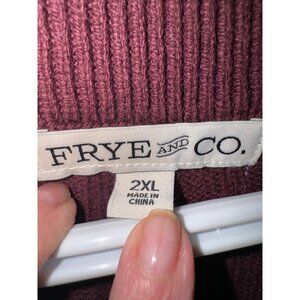 FRYE AND CO.
2XL
MADE IN
CHINA